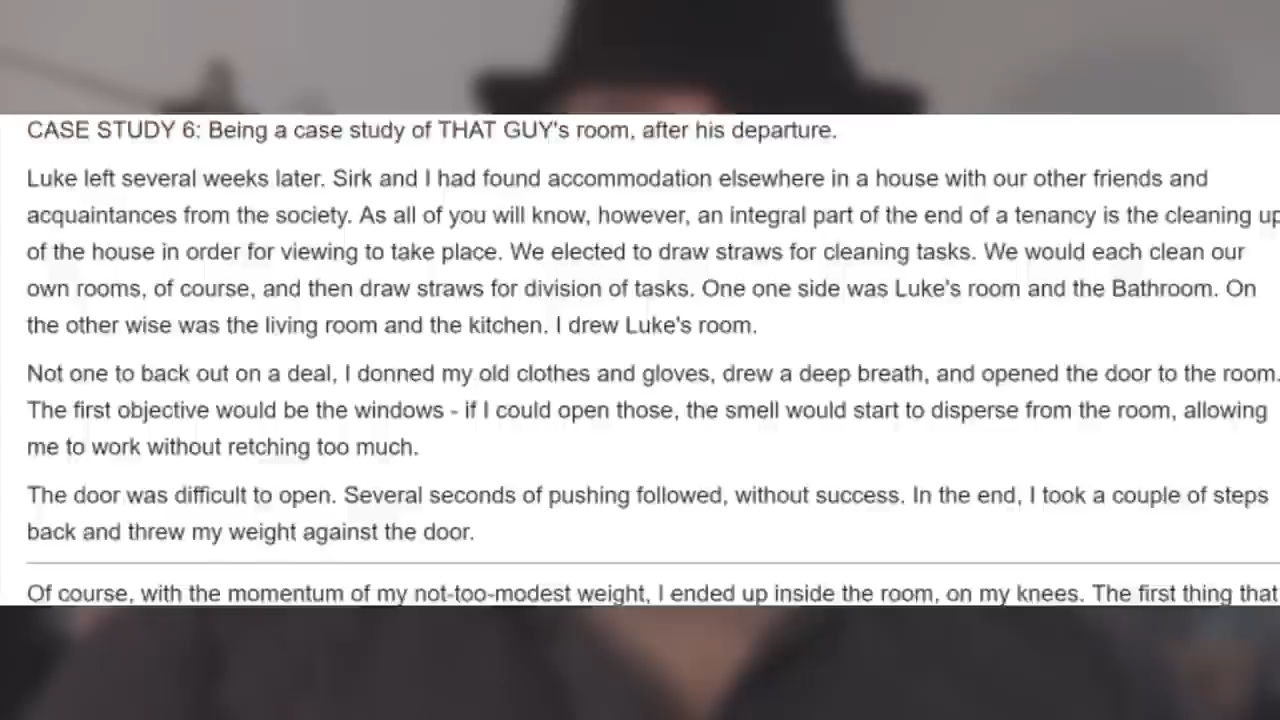 CASE STUDY 6: Being a case study of THAT GUY's room, after his departure.
Luke left several weeks later. Sirk and I had found accommodation elsewhere in a house with our other friends and
acquaintances from the society. As all of you will know, however, an integral part of the end of a tenancy is the cleaning up
of the house in order for viewing to take place. We elected to draw straws for cleaning tasks. We would each clean our
own rooms, of course, and then draw straws for division of tasks. One one side was Luke's room and the Bathroom. On
the other wise was the living room and the kitchen. I drew Luke's room.
Not one to back out on a deal, I donned my old clothes and gloves, drew a deep breath, and opened the door to the room.
The first objective would be the windows - if I could open those, the smell would start to disperse from the room, allowing
me to work without retching too much.
The door was difficult to open. Several seconds of pushing followed, without success. In the end, I took a couple of steps
back and threw my weight against the door.
Of course, with the momentum of my not-too-modest weight, I ended up inside the room, on my knees. The first thing that